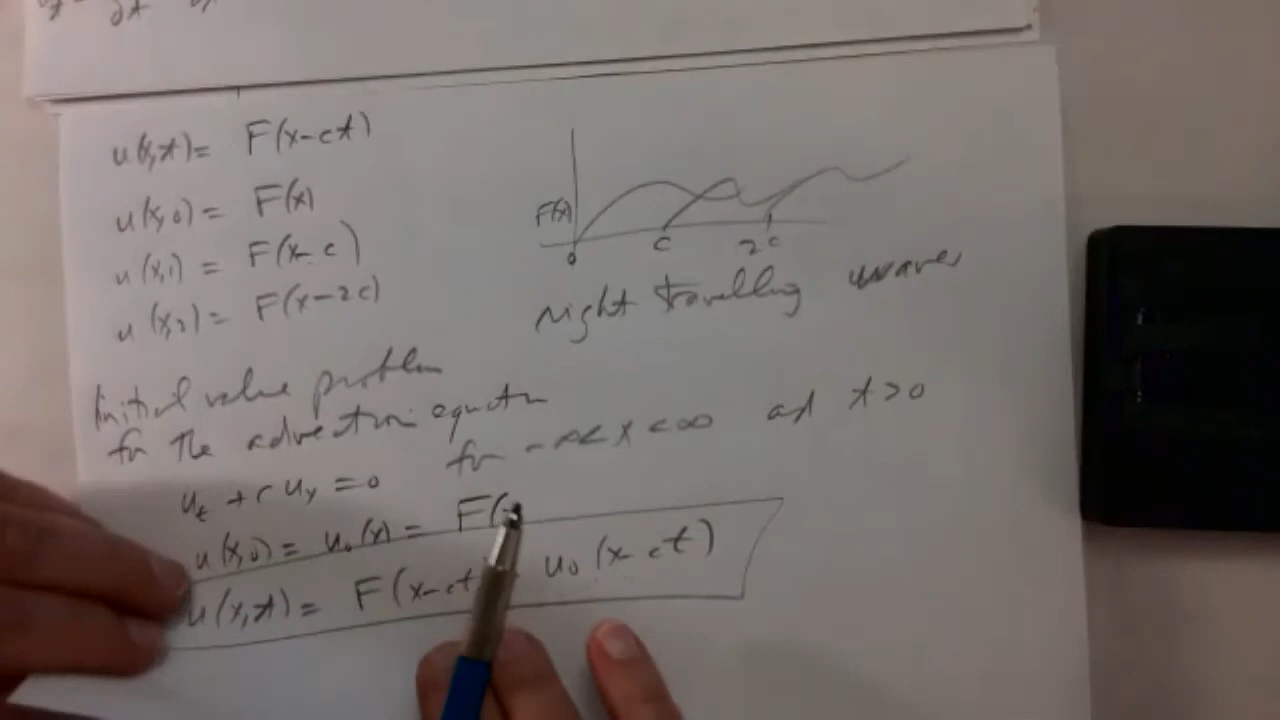 ∂t
u(x,t) = F(x-ct)
u(x,0) = F(x)
u(x,1) = F(x-c)
u(x,2) = F(x-2c)
F(x)
0 c 2c
right travelling waves
Initial value problem
for the advection equation
u_t + c u_x = 0 for -∞ < x < ∞ and t > 0
u(x,0) = u_0(x) = F(
u(x,t) = F(x-ct) u_0(x-ct)